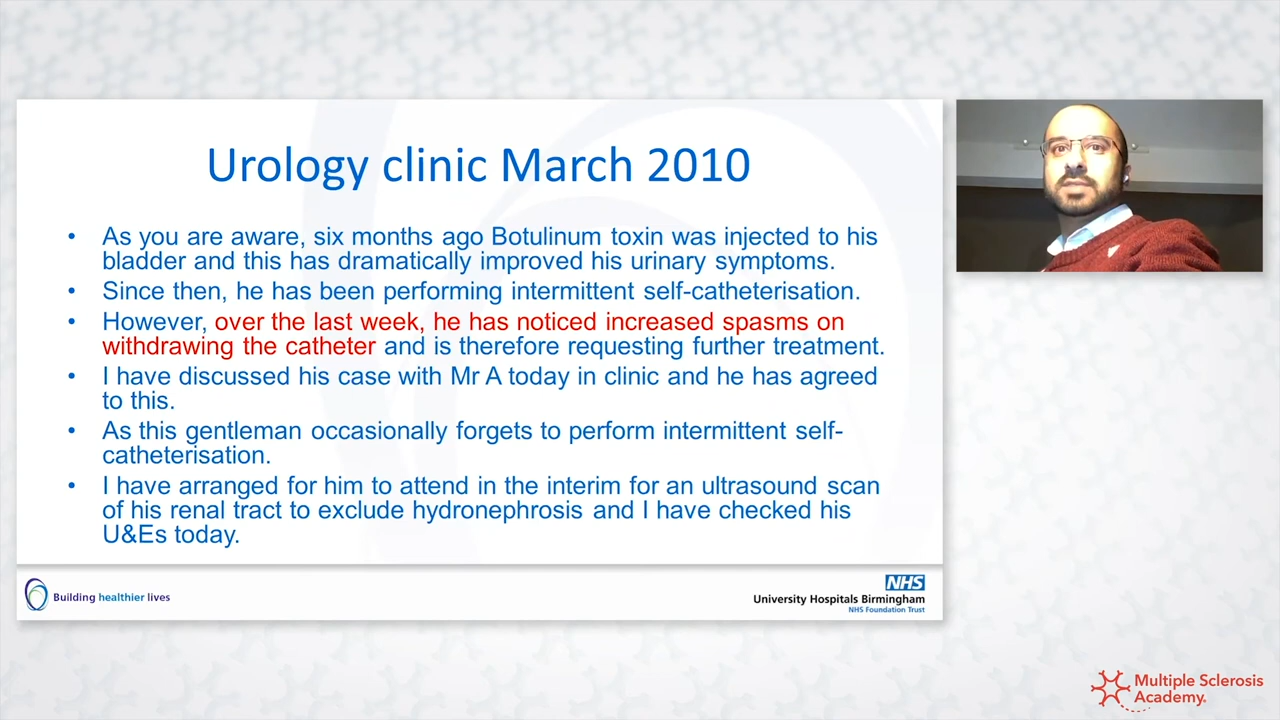 Urology clinic March 2010
• As you are aware, six months ago Botulinum toxin was injected to his
bladder and this has dramatically improved his urinary symptoms.
• Since then, he has been performing intermittent self-catheterisation.
• However, over the last week, he has noticed increased spasms on
withdrawing the catheter and is therefore requesting further treatment.
• I have discussed his case with Mr A today in clinic and he has agreed
to this.
• As this gentleman occasionally forgets to perform intermittent self-
catheterisation.
• I have arranged for him to attend in the interim for an ultrasound scan
of his renal tract to exclude hydronephrosis and I have checked his
U&Es today.
Building healthier lives
NHS
University Hospitals Birmingham
NHS Foundation Trust
Multiple Sclerosis
Academy.